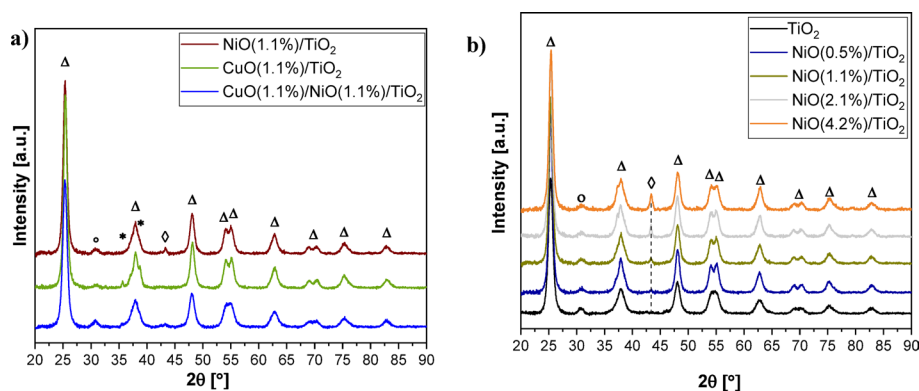 a)
NiO(1.1%)/TiO₂
CuO(1.1%)/TiO₂
CuO(1.1%)/NiO(1.1%)/TiO₂
Δ
o
*
Δ
*
◊
Δ
Δ Δ
Δ
Δ
Δ
Δ
Intensity [a.u.]
20 25 30 35 40 45 50 55 60 65 70 75 80 85 90
2θ [°]
b)
TiO₂
NiO(0.5%)/TiO₂
NiO(1.1%)/TiO₂
NiO(2.1%)/TiO₂
NiO(4.2%)/TiO₂
Δ
o
Δ
◊
Δ
Δ Δ
Δ
Δ
Δ
Δ
Intensity [a.u.]
20 25 30 35 40 45 50 55 60 65 70 75 80 85 90
2θ [°]